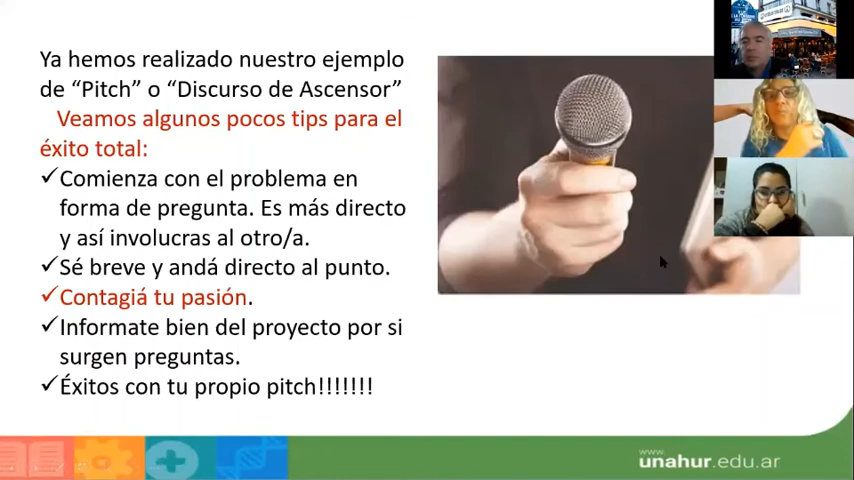 Ya hemos realizado nuestro ejemplo
de “Pitch” o “Discurso de Ascensor”
Veamos algunos pocos tips para el
éxito total:
✓Comienza con el problema en
forma de pregunta. Es más directo
y así involucras al otro/a.
✓Sé breve y andá directo al punto.
✓Contagiá tu pasión.
✓Informate bien del proyecto por si
surgen preguntas.
✓Éxitos con tu propio pitch!!!!!!!
www.
unahur.edu.ar